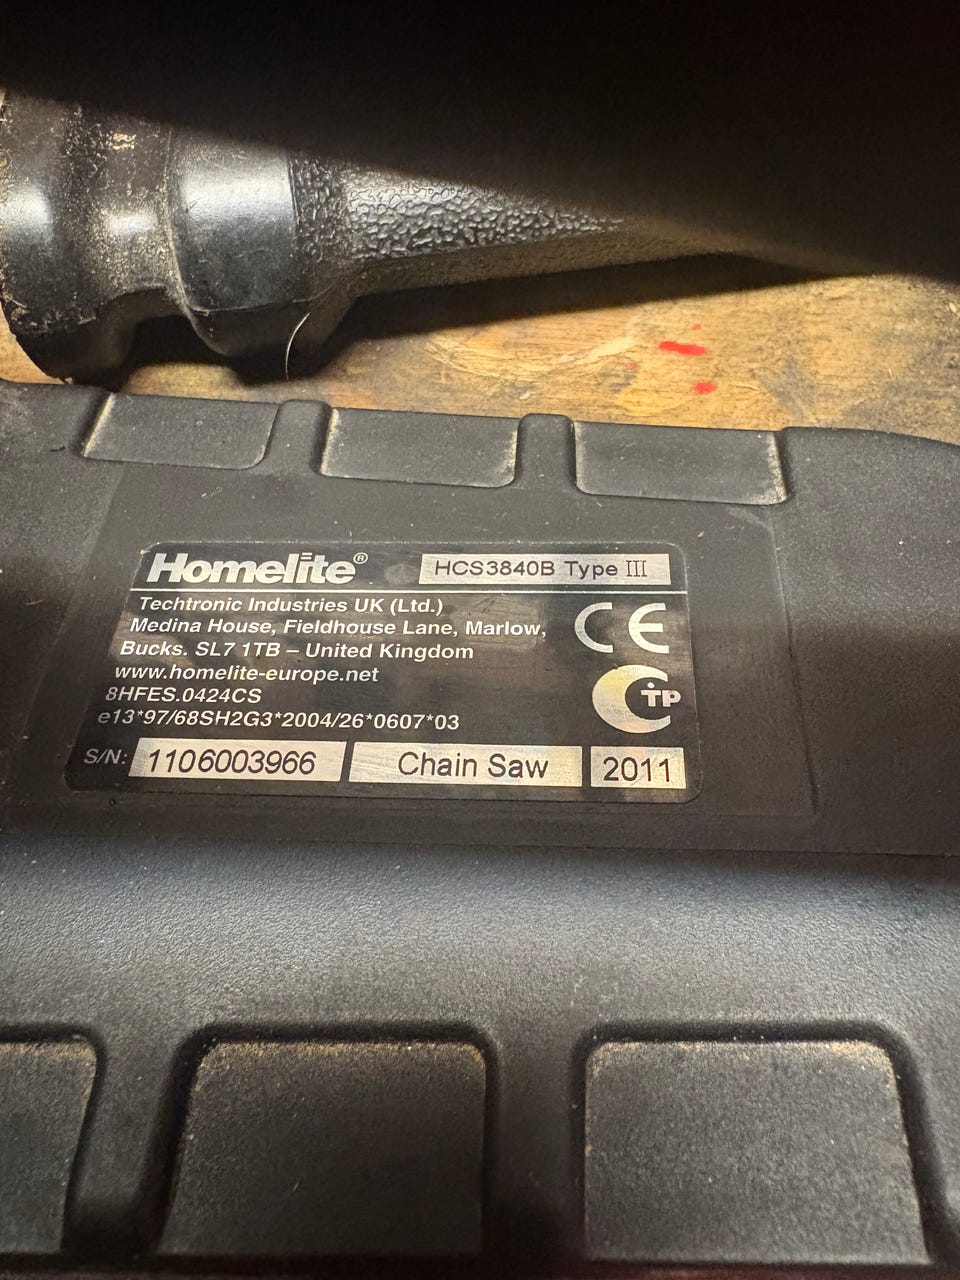 Homelite® HCS3840B Type III
Techtronic Industries UK (Ltd.)
Medina House, Fieldhouse Lane, Marlow,
Bucks. SL7 1TB – United Kingdom
www.homelite-europe.net
8HFES.0424CS
e13*97/68SH2G3*2004/26*0607*03
CE
TP
S/N: 1106003966 Chain Saw 2011